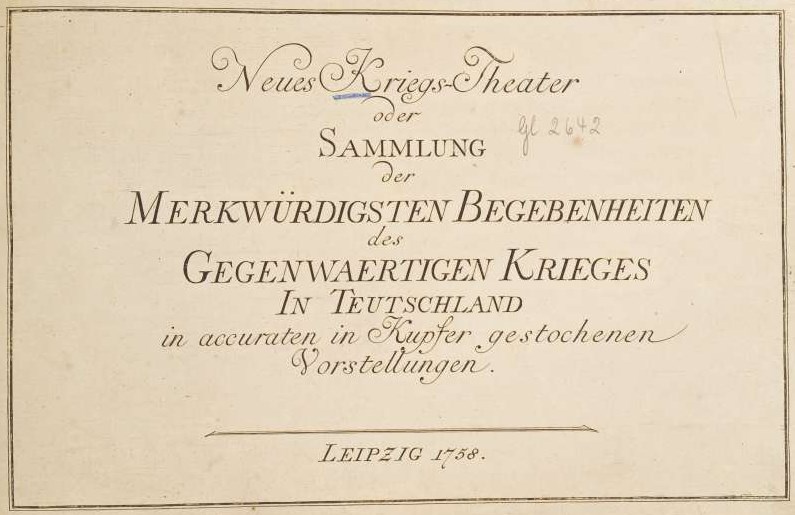 Neues Kriegs-Theater
oder
SAMMLUNG
gl 2642
der
MERKWÜRDIGSTEN BEGEBENHEITEN
des
GEGENWAERTIGEN KRIEGES
IN TEUTSCHLAND
in accuraten in Kupfer gestochenen
Vorstellungen.
LEIPZIG 1758.